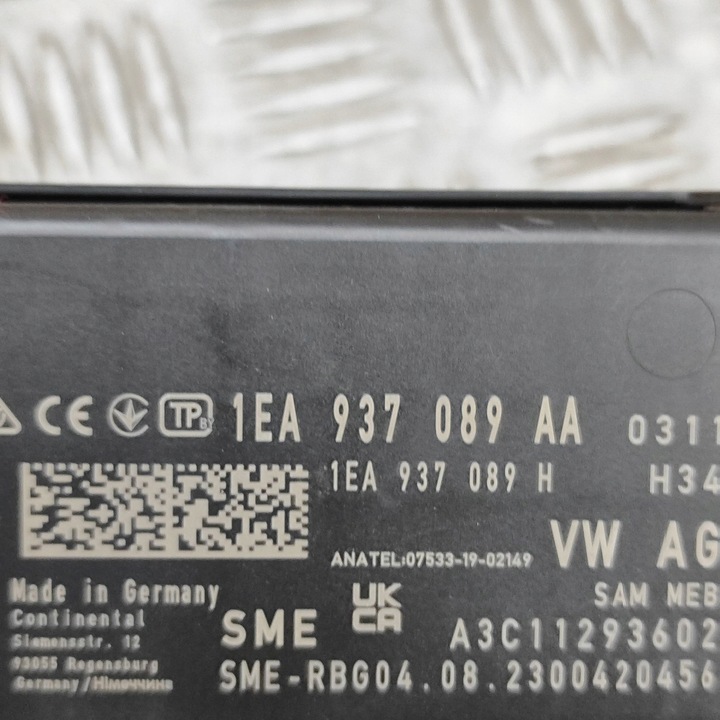 CE TP BY 1EA 937 089 AA 0311
1EA 937 089 H H34
ANATEL:07533-19-02149 VW AG
Made in Germany UK CA SAM MEB
Continental SME A3C11293602
Siemensstr. 12
93055 Regensburg SME-RBG04.08.2300420456
Germany/Німеччина